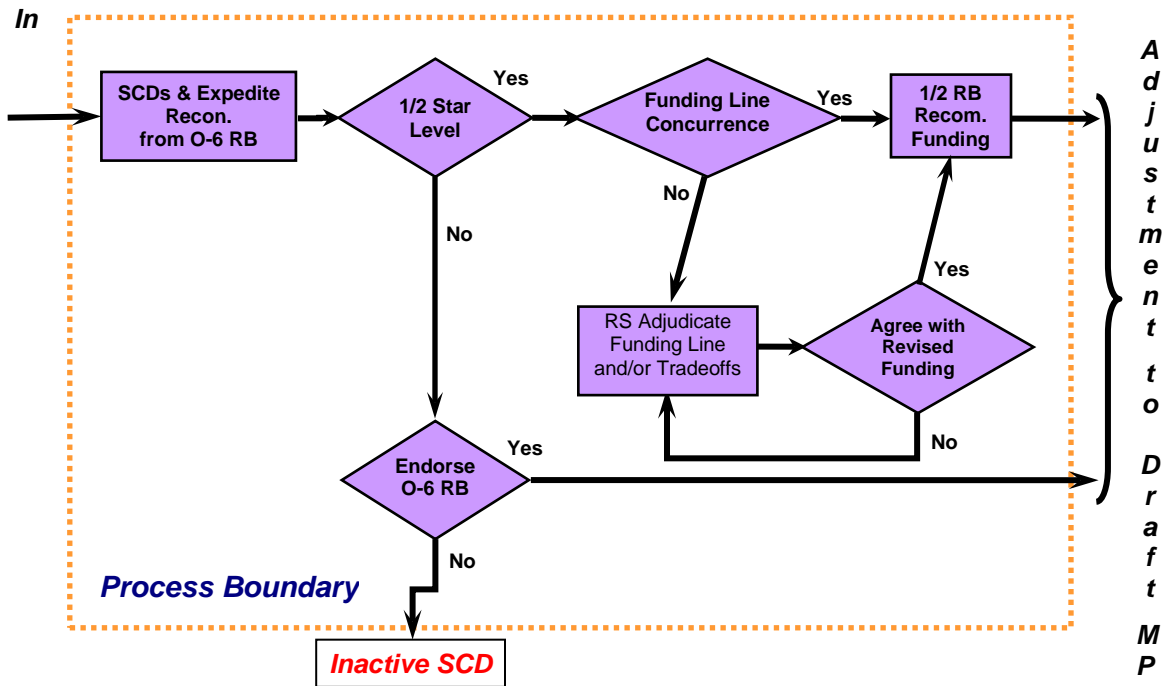 In
SCDs & Expedite
Recon.
from O-6 RB
1/2 Star
Level
Yes
Funding Line
Concurrence
Yes
1/2 RB
Recom.
Funding
No
No
RS Adjudicate
Funding Line
and/or Tradeoffs
Yes
Agree with
Revised
Funding
No
Endorse
O-6 RB
Yes
No
Process Boundary
Inactive SCD
Adjustment to Draft MP